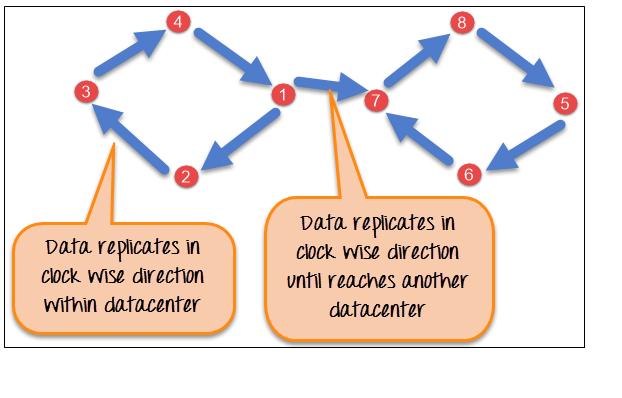 4
8
3
1
7
5
2
6
Data replicates in
clock wise direction
within datacenter
Data replicates in
clock wise direction
until reaches another
datacenter